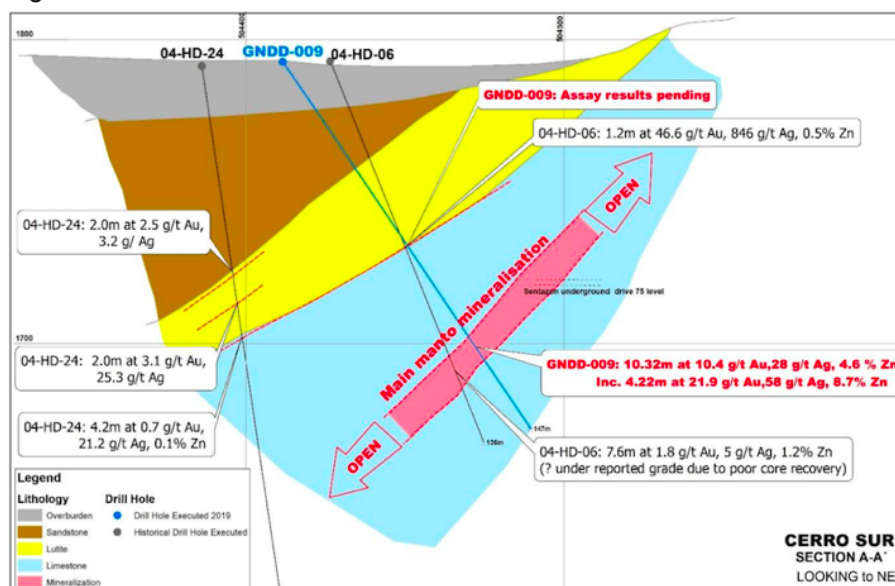 504400
504500
1800
04-HD-24
GNDD-009
04-HD-06
GNDD-009: Assay results pending
04-HD-06: 1.2m at 46.6 g/t Au, 846 g/t Ag, 0.5% Zn
OPEN
04-HD-24: 2.0m at 2.5 g/t Au,
3.2 g/ Ag
Main manto mineralisation
Sentazon underground drive 75 level
1700
04-HD-24: 2.0m at 3.1 g/t Au,
25.3 g/t Ag
GNDD-009: 10.32m at 10.4 g/t Au,28 g/t Ag, 4.6 % Zn
Inc. 4.22m at 21.9 g/t Au,58 g/t Ag, 8.7% Zn
04-HD-24: 4.2m at 0.7 g/t Au,
21.2 g/t Ag, 0.1% Zn
136m
147m
04-HD-06: 7.6m at 1.8 g/t Au, 5 g/t Ag, 1.2% Zn
(? under reported grade due to poor core recovery)
OPEN
Legend
Lithology
Drill Hole
Overburden
Drill Hole Executed 2019
Sandstone
Historical Drill Hole Executed
Lutite
Limestone
Mineralization
CERRO SUR
SECTION A-A'
LOOKING to NE